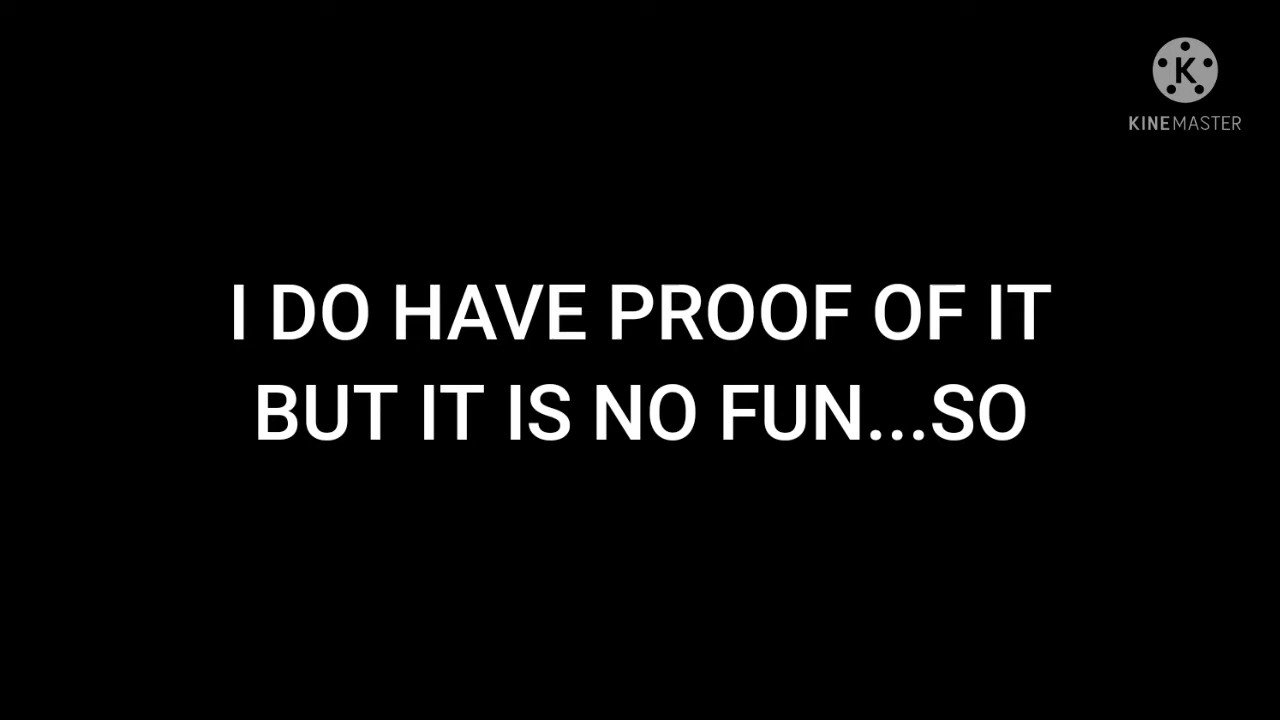 K
KINEMASTER
I DO HAVE PROOF OF IT
BUT IT IS NO FUN...SO